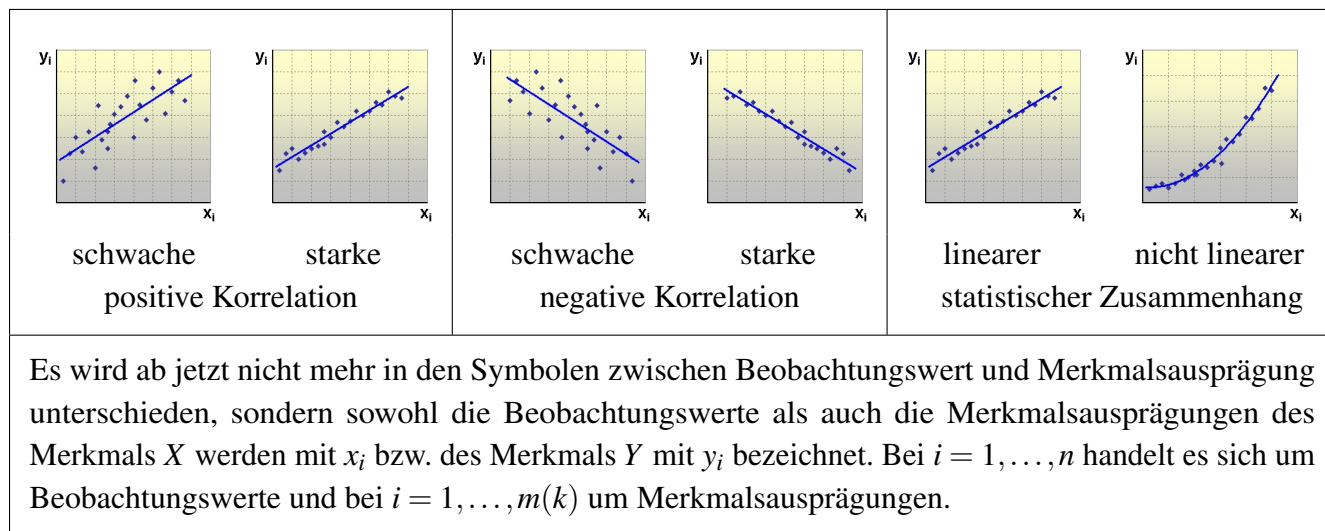 yᵢ yᵢ yᵢ yᵢ yᵢ yᵢ
xᵢ xᵢ xᵢ xᵢ xᵢ xᵢ
schwache starke schwache starke linearer nicht linearer
positive Korrelation negative Korrelation statistischer Zusammenhang
Es wird ab jetzt nicht mehr in den Symbolen zwischen Beobachtungswert und Merkmalsausprägung
unterschieden, sondern sowohl die Beobachtungswerte als auch die Merkmalsausprägungen des
Merkmals X werden mit xᵢ bzw. des Merkmals Y mit yᵢ bezeichnet. Bei i = 1,...,n handelt es sich um
Beobachtungswerte und bei i = 1,...,m(k) um Merkmalsausprägungen.